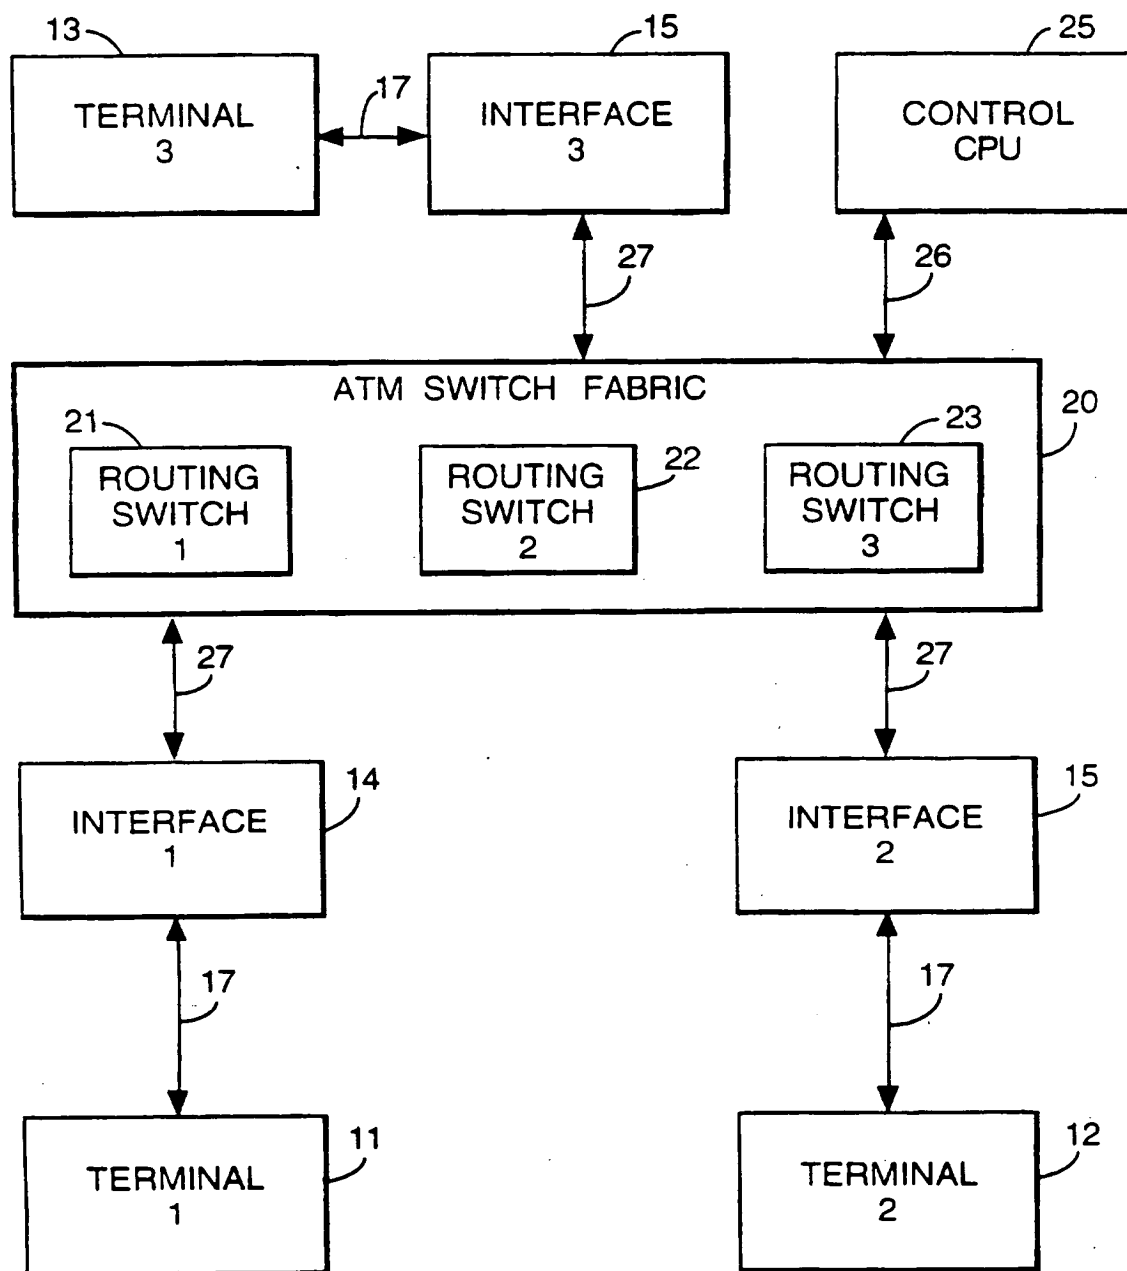 13
15
25
TERMINAL
3
17
INTERFACE
3
CONTROL
CPU
27
26
ATM SWITCH FABRIC
20
21
ROUTING
SWITCH
1
22
ROUTING
SWITCH
2
23
ROUTING
SWITCH
3
27
27
14
INTERFACE
1
15
INTERFACE
2
17
17
11
TERMINAL
1
12
TERMINAL
2